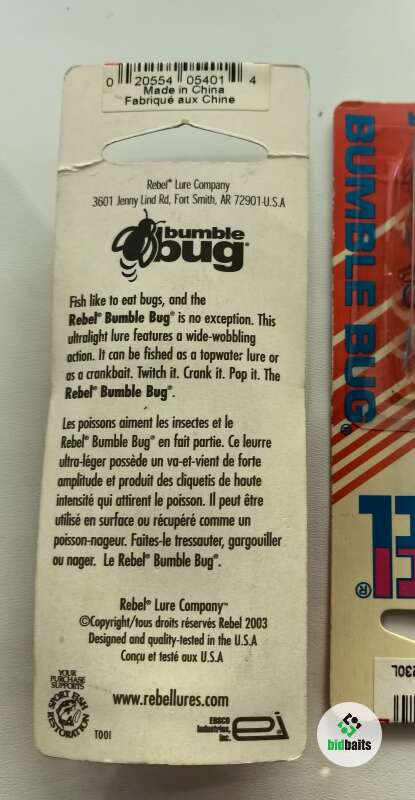 0 20554 05401 4
Made in China
Fabriqué aux Chine
Rebel® Lure Company
3601 Jenny Lind Rd, Fort Smith, AR 72901-U.S.A
bumble
bug®
Fish like to eat bugs, and the
Rebel® Bumble Bug® is no exception. This
ultralight lure features a wide-wobbling
action. It can be fished as a topwater lure or
as a crankbait. Twitch it. Crank it. Pop it. The
Rebel® Bumble Bug®.
Les poissons aiment les insectes et le
Rebel® Bumble Bug® en fait partie. Ce leurre
ultra-léger possède un va-et-vient de forte
amplitude et produit des cliquetis de haute
intensité qui attirent le poisson. Il peut être
utilisé en surface ou récupéré comme un
poisson-nageur. Faites-le tressauter, gargouiller
ou nager. Le Rebel® Bumble Bug®.
Rebel® Lure Company™
©Copyright/tous droits réservés Rebel 2003
Designed and quality-tested in the U.S.A
Conçu et testé aux U.S.A
YOUR
PURCHASE
SUPPORTS
SPORT FISH
RESTORATION
T001
www.rebellures.com
EBSCO
Industries,
Inc.
ei
BUMBLE BUG®
®
230L
bidbaits